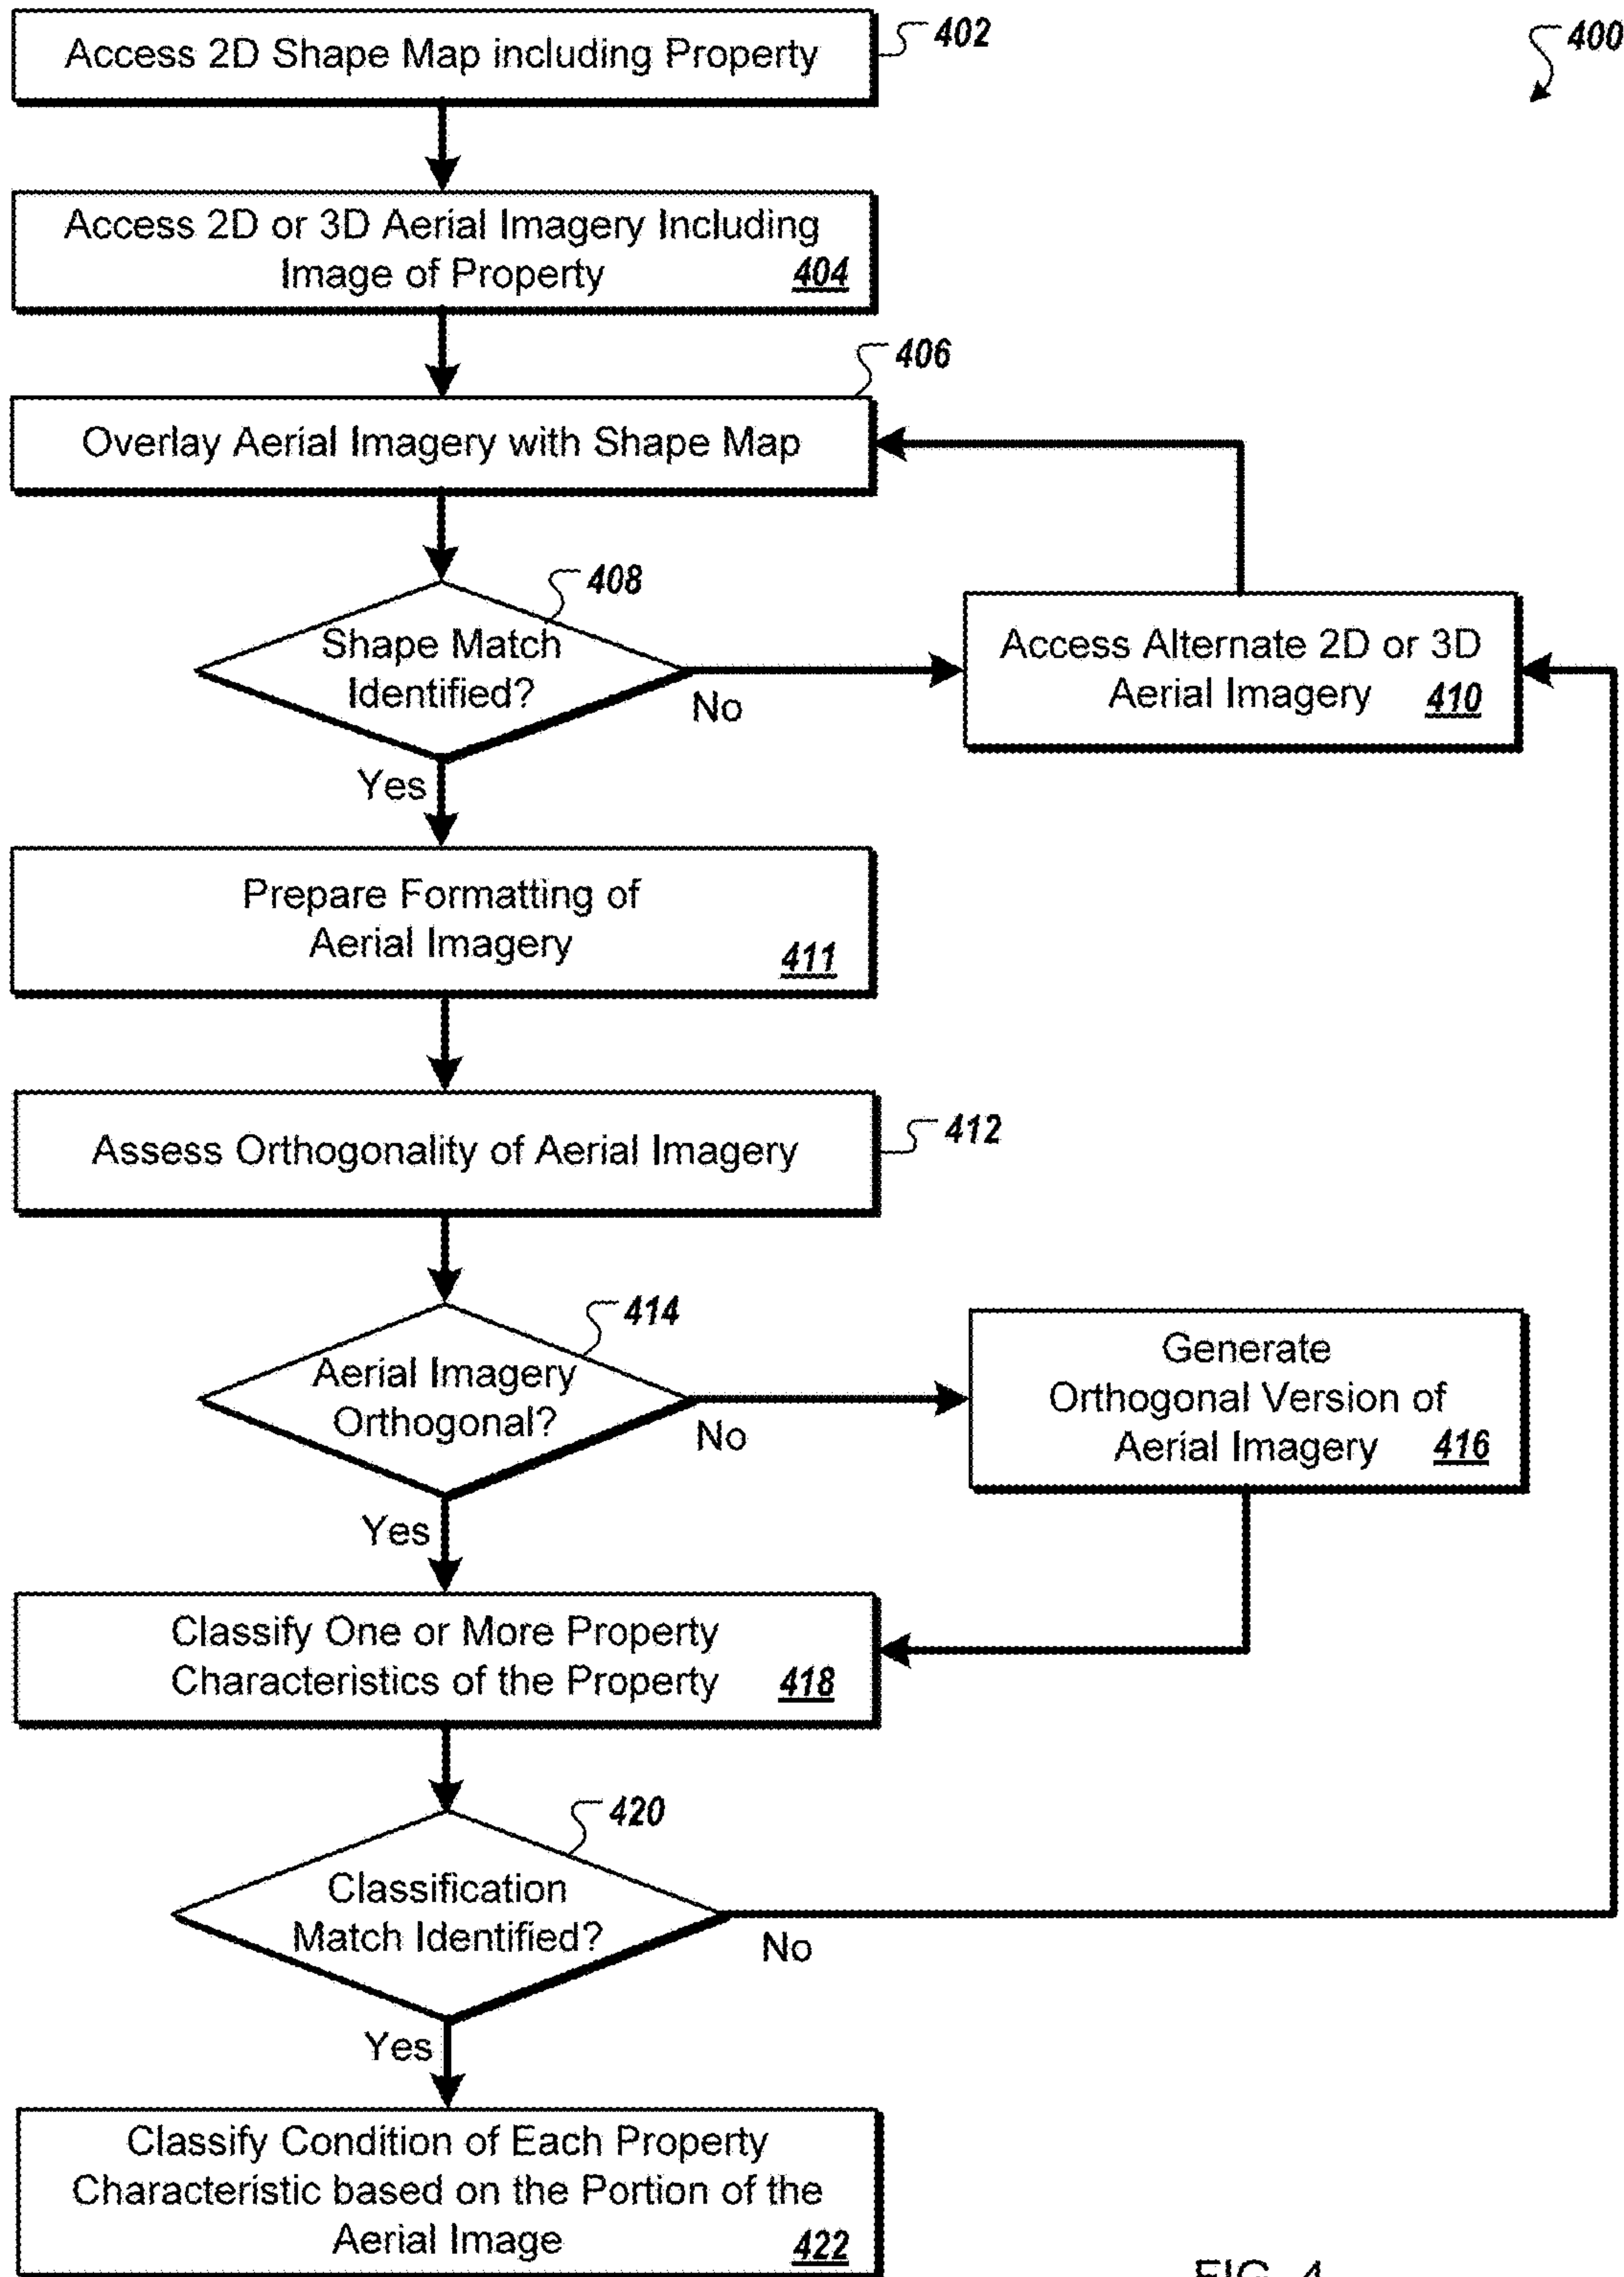 Access 2D Shape Map including Property
402
400
Access 2D or 3D Aerial Imagery Including
Image of Property
404
406
Overlay Aerial Imagery with Shape Map
408
Shape Match
Identified?
No
Yes
Access Alternate 2D or 3D
Aerial Imagery
410
Prepare Formatting of
Aerial Imagery
411
Assess Orthogonality of Aerial Imagery
412
414
Aerial Imagery
Orthogonal?
No
Yes
Generate
Orthogonal Version of
Aerial Imagery
416
Classify One or More Property
Characteristics of the Property
418
420
Classification
Match Identified?
No
Yes
Classify Condition of Each Property
Characteristic based on the Portion of the
Aerial Image
422
FIG. 4